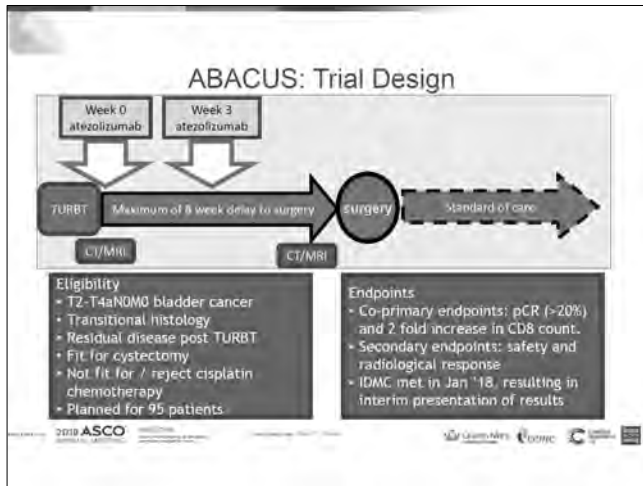 ABACUS: Trial Design
Week 0
atezolizumab
Week 3
atezolizumab
TURBT
Maximum of 8 week delay to surgery
surgery
Standard of care
CT/MRI
CT/MRI
Eligibility
• T2-T4aN0M0 bladder cancer
• Transitional histology
• Residual disease post TURBT
• Fit for cystectomy
• Not fit for / reject cisplatin
chemotherapy
• Planned for 95 patients
Endpoints
• Co-primary endpoints: pCR (>20%)
and 2 fold increase in CD8 count.
• Secondary endpoints: safety and
radiological response
• IDMC met in Jan '18, resulting in
interim presentation of results
2018 ASCO